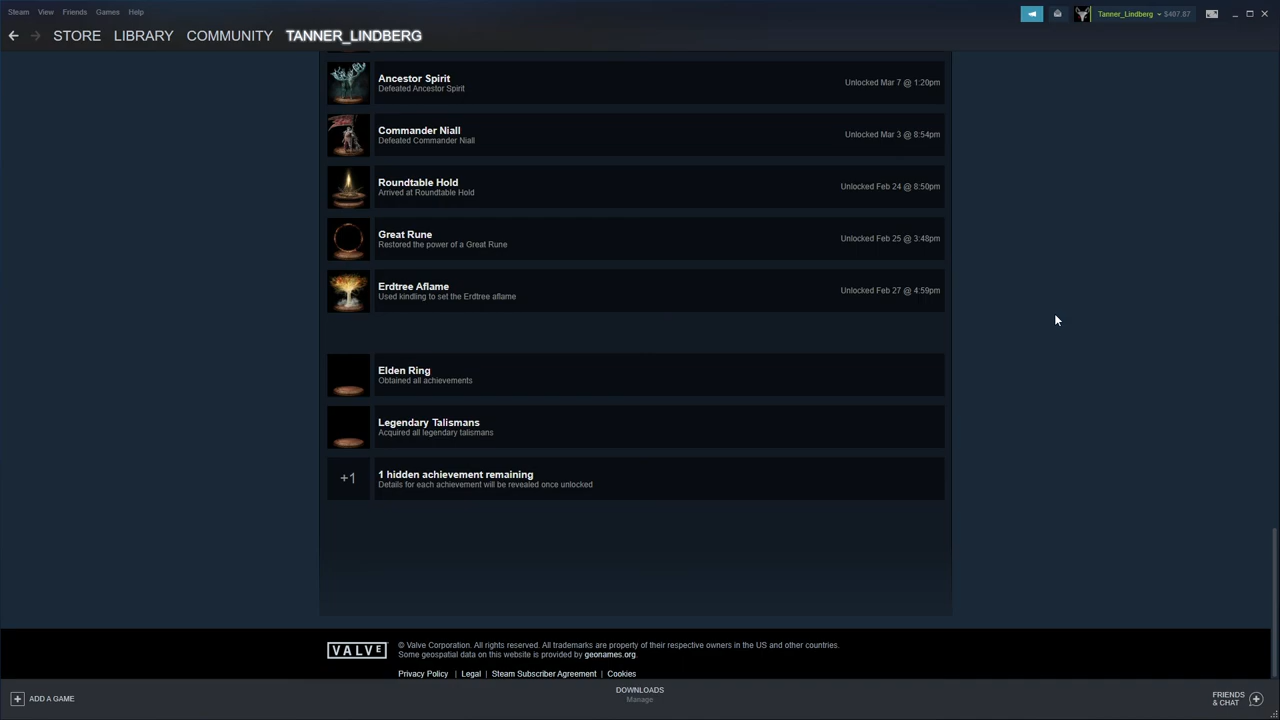 Steam View Friends Games Help
Tanner_Lindberg $407.87
STORE LIBRARY COMMUNITY TANNER_LINDBERG
Ancestor Spirit
Defeated Ancestor Spirit
Unlocked Mar 7 @ 1:20pm
Commander Niall
Defeated Commander Niall
Unlocked Mar 3 @ 8:54pm
Roundtable Hold
Arrived at Roundtable Hold
Unlocked Feb 24 @ 8:50pm
Great Rune
Restored the power of a Great Rune
Unlocked Feb 25 @ 3:48pm
Erdtree Aflame
Used kindling to set the Erdtree aflame
Unlocked Feb 27 @ 4:59pm
Elden Ring
Obtained all achievements
Legendary Talismans
Acquired all legendary talismans
+1
1 hidden achievement remaining
Details for each achievement will be revealed once unlocked
VALVE
© Valve Corporation. All rights reserved. All trademarks are property of their respective owners in the US and other countries.
Some geospatial data on this website is provided by geonames.org.
Privacy Policy | Legal | Steam Subscriber Agreement | Cookies
ADD A GAME
DOWNLOADS
Manage
FRIENDS
& CHAT